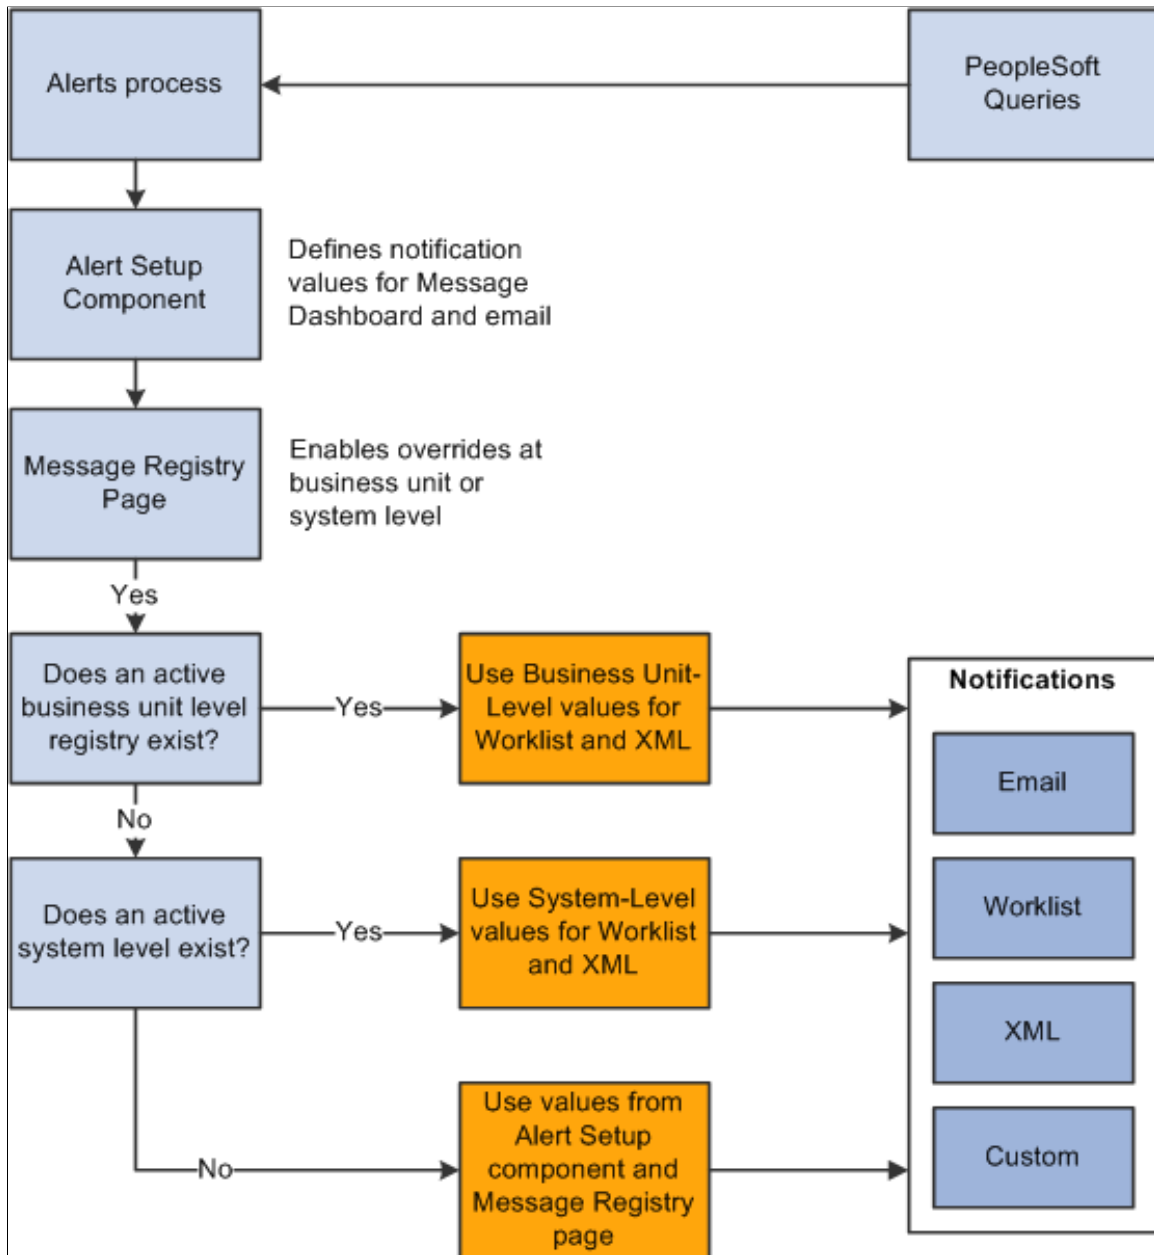 Alerts process
PeopleSoft
Queries
Alert Setup
Component
Defines notification
values for Message
Dashboard and email
Message Registry
Page
Enables overrides at
business unit or
system level
Yes
Does an active
business unit level
registry exist?
Yes
Use Business Unit-
Level values for
Worklist and XML
No
Does an active
system level exist?
Yes
Use System-Level
values for Worklist
and XML
No
Use values from
Alert Setup
component and
Message Registry
page
Notifications
Email
Worklist
XML
Custom